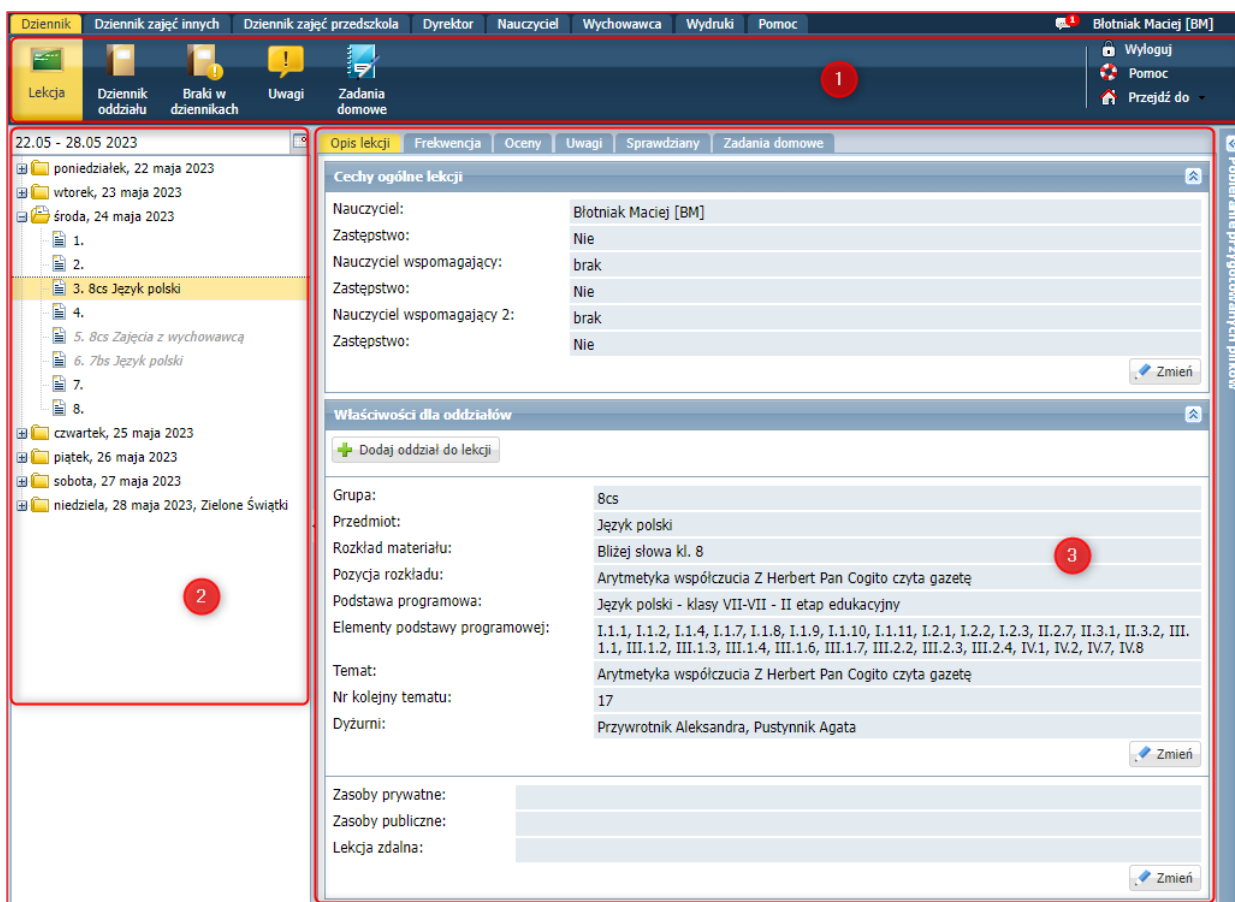 Dziennik Dziennik zajęć innych Dziennik zajęć przedszkola Dyrektor Nauczyciel Wychowawca Wydruki Pomoc 1 Błotniak Maciej [BM]
Lekcja Dziennik oddziału Braki w dziennikach Uwagi Zadania domowe
1
Wyloguj
Pomoc
Przejdź do
22.05 - 28.05 2023
poniedziałek, 22 maja 2023
wtorek, 23 maja 2023
środa, 24 maja 2023
1.
2.
3. 8cs Język polski
4.
5. 8cs Zajęcia z wychowawcą
6. 7bs Język polski
7.
8.
czwartek, 25 maja 2023
piątek, 26 maja 2023
sobota, 27 maja 2023
niedziela, 28 maja 2023, Zielone Świątki
2
Opis lekcji Frekwencja Oceny Uwagi Sprawdziany Zadania domowe
Cechy ogólne lekcji
Nauczyciel: Błotniak Maciej [BM]
Zastępstwo: Nie
Nauczyciel wspomagający: brak
Zastępstwo: Nie
Nauczyciel wspomagający 2: brak
Zastępstwo: Nie
Zmień
Właściwości dla oddziałów
Dodaj oddział do lekcji
Grupa: 8cs
Przedmiot: Język polski
Rozkład materiału: Bliżej słowa kl. 8
3
Pozycja rozkładu: Arytmetyka współczucia Z Herbert Pan Cogito czyta gazetę
Podstawa programowa: Język polski - klasy VII-VII - II etap edukacyjny
Elementy podstawy programowej: I.1.1, I.1.2, I.1.4, I.1.7, I.1.8, I.1.9, I.1.10, I.1.11, I.2.1, I.2.2, I.2.3, II.2.7, II.3.1, II.3.2, III.
1.1, III.1.2, III.1.3, III.1.4, III.1.6, III.1.7, III.2.2, III.2.3, III.2.4, IV.1, IV.2, IV.7, IV.8
Temat: Arytmetyka współczucia Z Herbert Pan Cogito czyta gazetę
Nr kolejny tematu: 17
Dyżurni: Przywrotnik Aleksandra, Pustynnik Agata
Zmień
Zasoby prywatne:
Zasoby publiczne:
Lekcja zdalna:
Zmień
Pobieranie przygotowanych plików